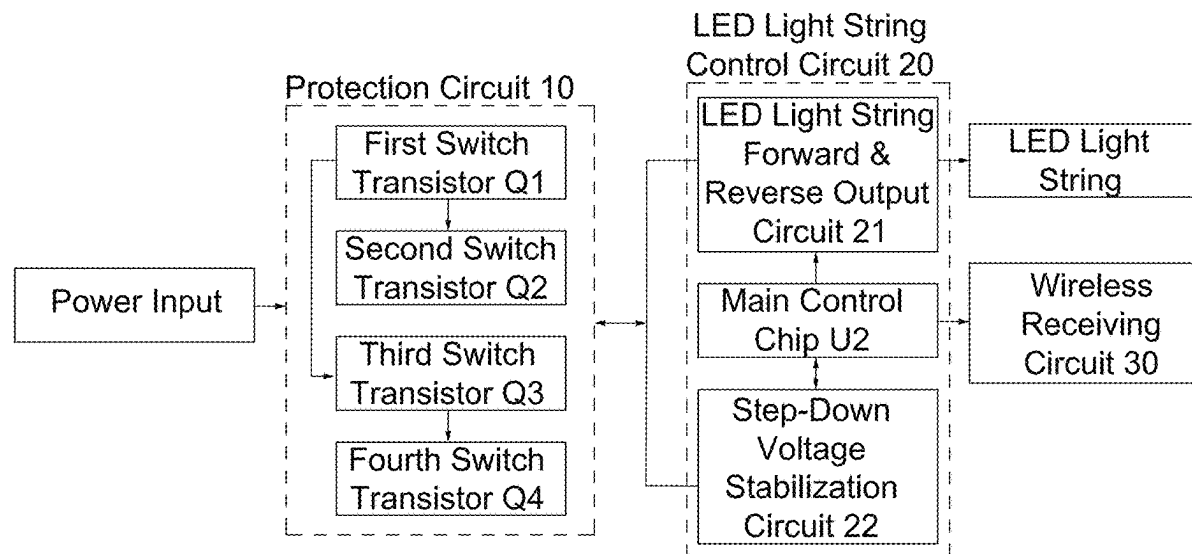 Power Input
Protection Circuit 10
First Switch
Transistor Q1
Second Switch
Transistor Q2
Third Switch
Transistor Q3
Fourth Switch
Transistor Q4
LED Light String
Control Circuit 20
LED Light String
Forward &
Reverse Output
Circuit 21
Main Control
Chip U2
Step-Down
Voltage
Stabilization
Circuit 22
LED Light
String
Wireless
Receiving
Circuit 30